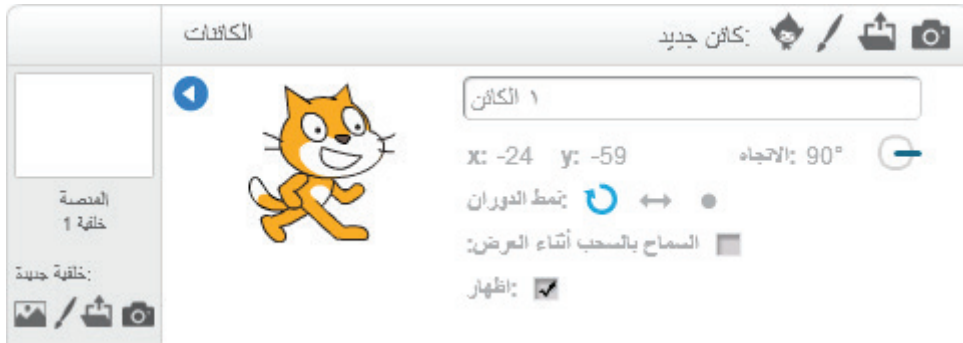 الكائنات
كائن جديد:
الكائن ١
x: -24 y: -59 الاتجاه: 90°
نمط الدوران:
السماح بالسحب أثناء العرض:
اظهار:
المنصة
خلفية 1
خلفية جديدة: